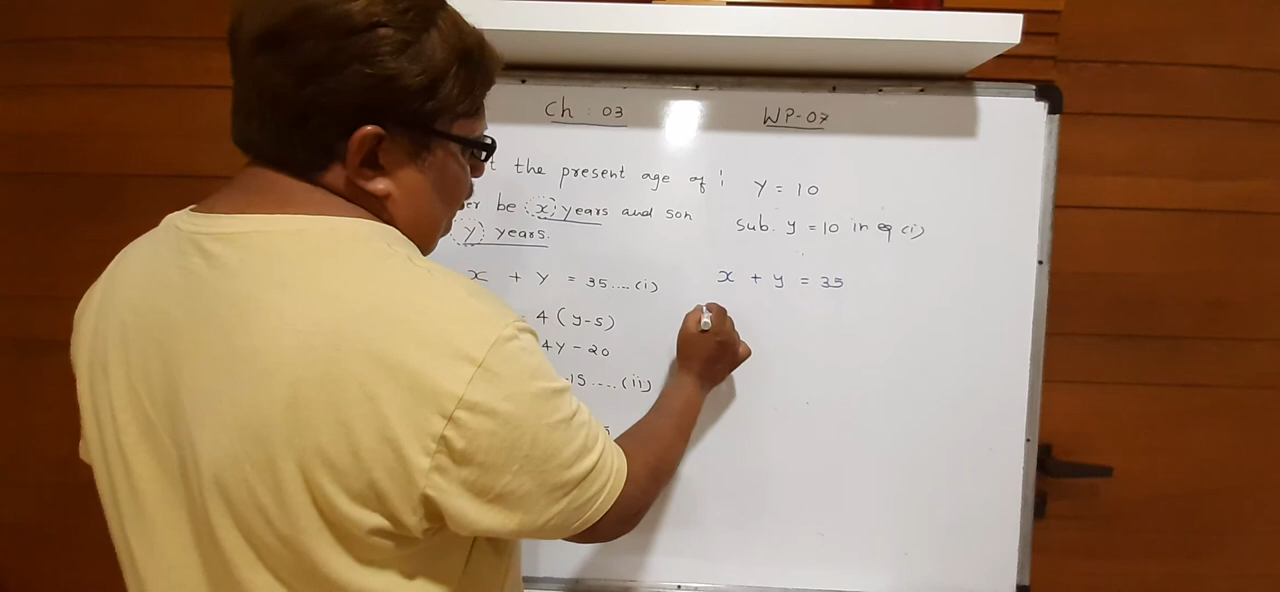 Ch : 03
WP-07
the present age of
be x years and son
y years.
x + y = 35....(i)
= 4 (y-5)
4y - 20
-15....(ii)
y = 10
Sub. y = 10 in eq (i)
x + y = 35